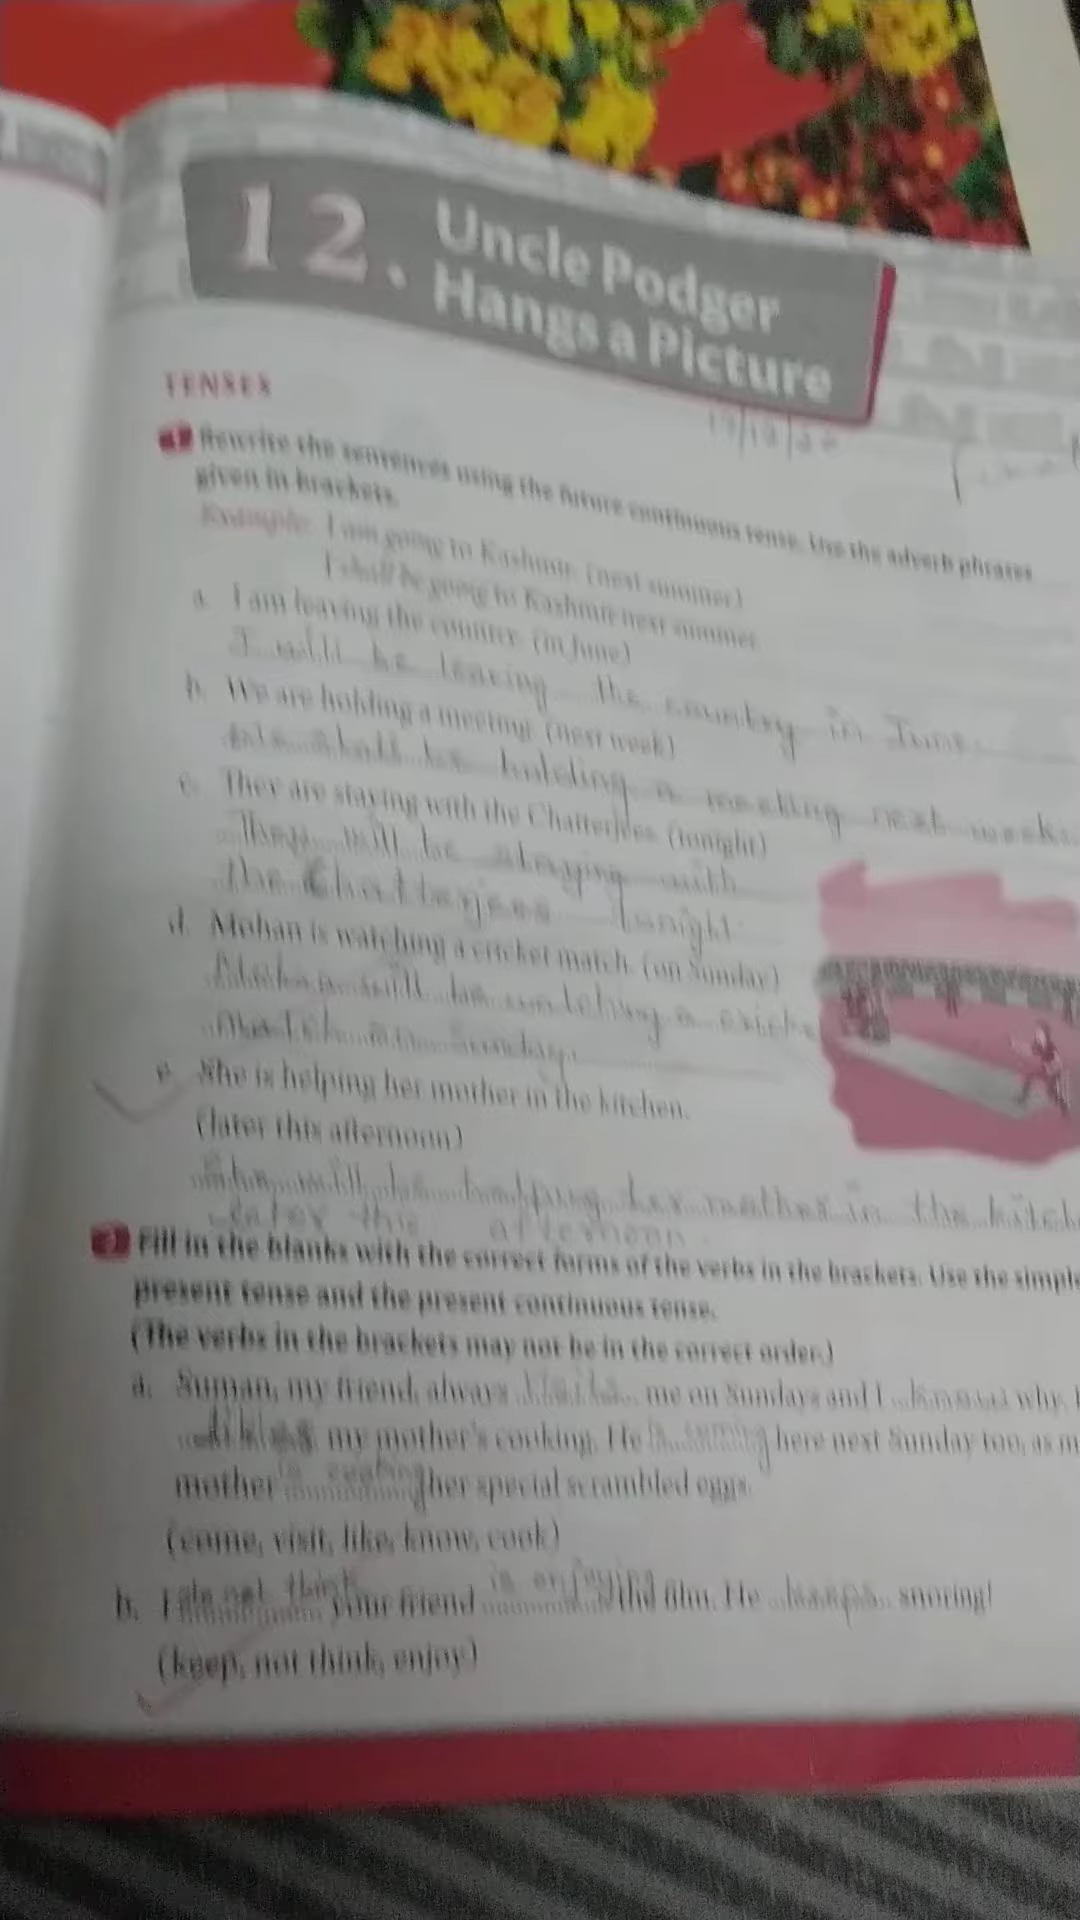 12. Uncle Podger
Hangs a Picture
TENSES
1 Rewrite the sentences using the future continuous tense. Use the adverb phrases
given in brackets.
Example: I am going to Kashmir. (next summer)
I shall be going to Kashmir next summer.
a. I am leaving the country. (in June)
I will be leaving the country in June.
b. We are holding a meeting. (next week)
We shall be holding a meeting next week.
c. They are staying with the Chatterjees. (tonight)
They will be staying with
the Chatterjees tonight.
d. Mohan is watching a cricket match. (on Sunday)
Mohan will be watching a cricke
match on Sunday.
e. She is helping her mother in the kitchen.
(later this afternoon)
She will be helping her mother in the kitch
later this afternoon.
Fill in the blanks with the correct forms of the verbs in the brackets. Use the simple
present tense and the present continuous tense.
(The verbs in the brackets may not be in the correct order.)
a. Suman, my friend, always me on Sundays and I why.
likes my mother's cooking. He is coming here next Sunday too, as m
mother is cooking her special scrambled eggs.
(come, visit, like, know, cook)
b. I do not think your friend is enjoying the film. He keeps snoring!
(keep, not think, enjoy)